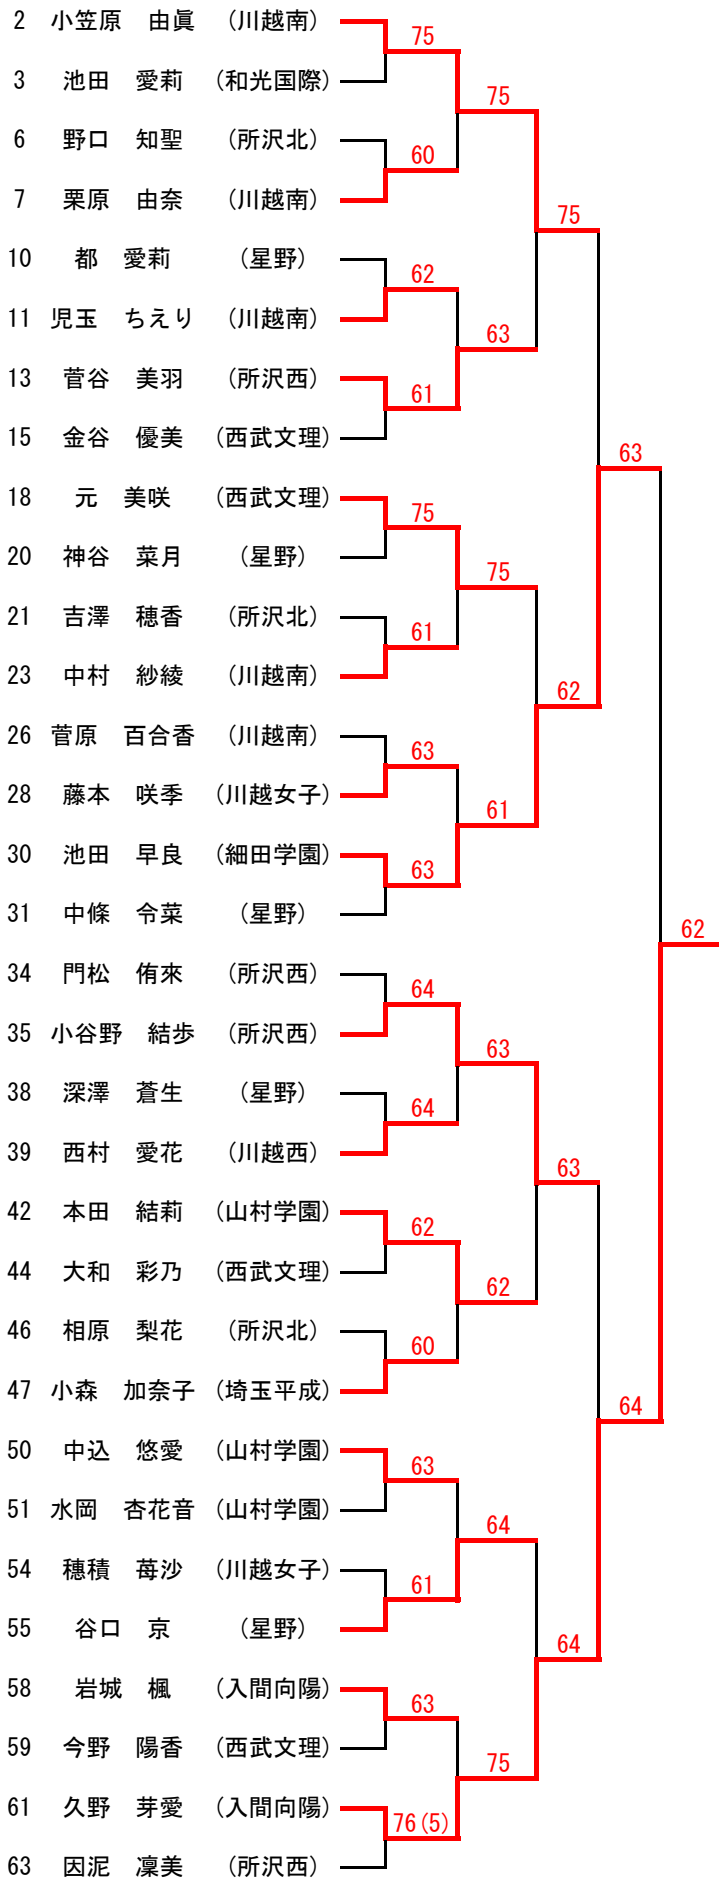 2 小笠原 由眞 (川越南)
75
3 池田 愛莉 (和光国際)
75
6 野口 知聖 (所沢北)
60
7 栗原 由奈 (川越南)
75
10 都 愛莉 (星野)
62
11 児玉 ちえり (川越南)
63
13 菅谷 美羽 (所沢西)
61
15 金谷 優美 (西武文理)
63
18 元 美咲 (西武文理)
75
20 神谷 菜月 (星野)
75
21 吉澤 穂香 (所沢北)
61
23 中村 紗綾 (川越南)
62
26 菅原 百合香 (川越南)
63
28 藤本 咲季 (川越女子)
61
30 池田 早良 (細田学園)
63
31 中條 令菜 (星野)
62
34 門松 侑來 (所沢西)
64
35 小谷野 結歩 (所沢西)
63
38 深澤 蒼生 (星野)
64
39 西村 愛花 (川越西)
63
42 本田 結莉 (山村学園)
62
44 大和 彩乃 (西武文理)
62
46 相原 梨花 (所沢北)
60
47 小森 加奈子 (埼玉平成)
64
50 中込 悠愛 (山村学園)
63
51 水岡 杏花音 (山村学園)
64
54 穗積 苺沙 (川越女子)
61
55 谷口 京 (星野)
64
58 岩城 楓 (入間向陽)
63
59 今野 陽香 (西武文理)
75
61 久野 芽愛 (入間向陽)
76(5)
63 因泥 凜美 (所沢西)